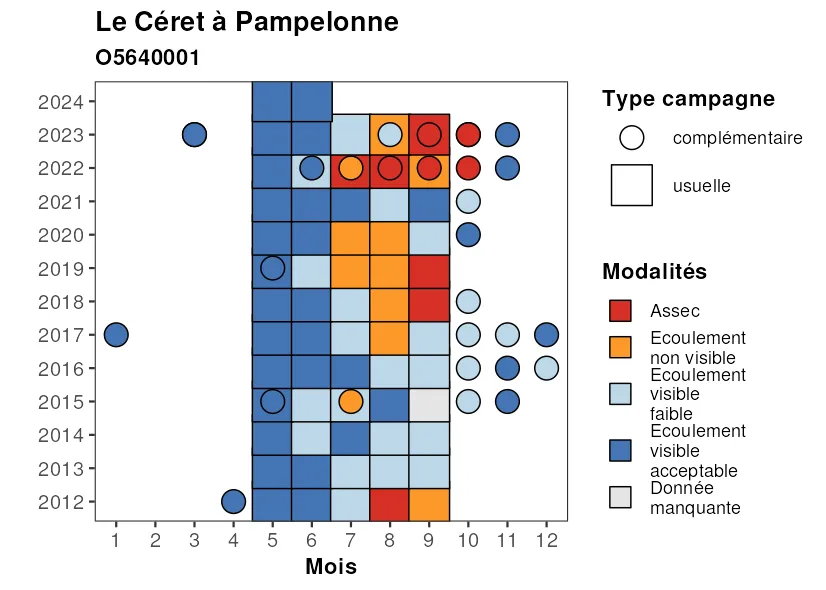 Le Céret à Pampelonne
O5640001
2024
2023
2022
2021
2020
2019
2018
2017
2016
2015
2014
2013
2012
1 2 3 4 5 6 7 8 9 10 11 12
Mois
Type campagne
complémentaire
usuelle
Modalités
Assec
Ecoulement
non visible
Ecoulement
visible
faible
Ecoulement
visible
acceptable
Donnée
manquante